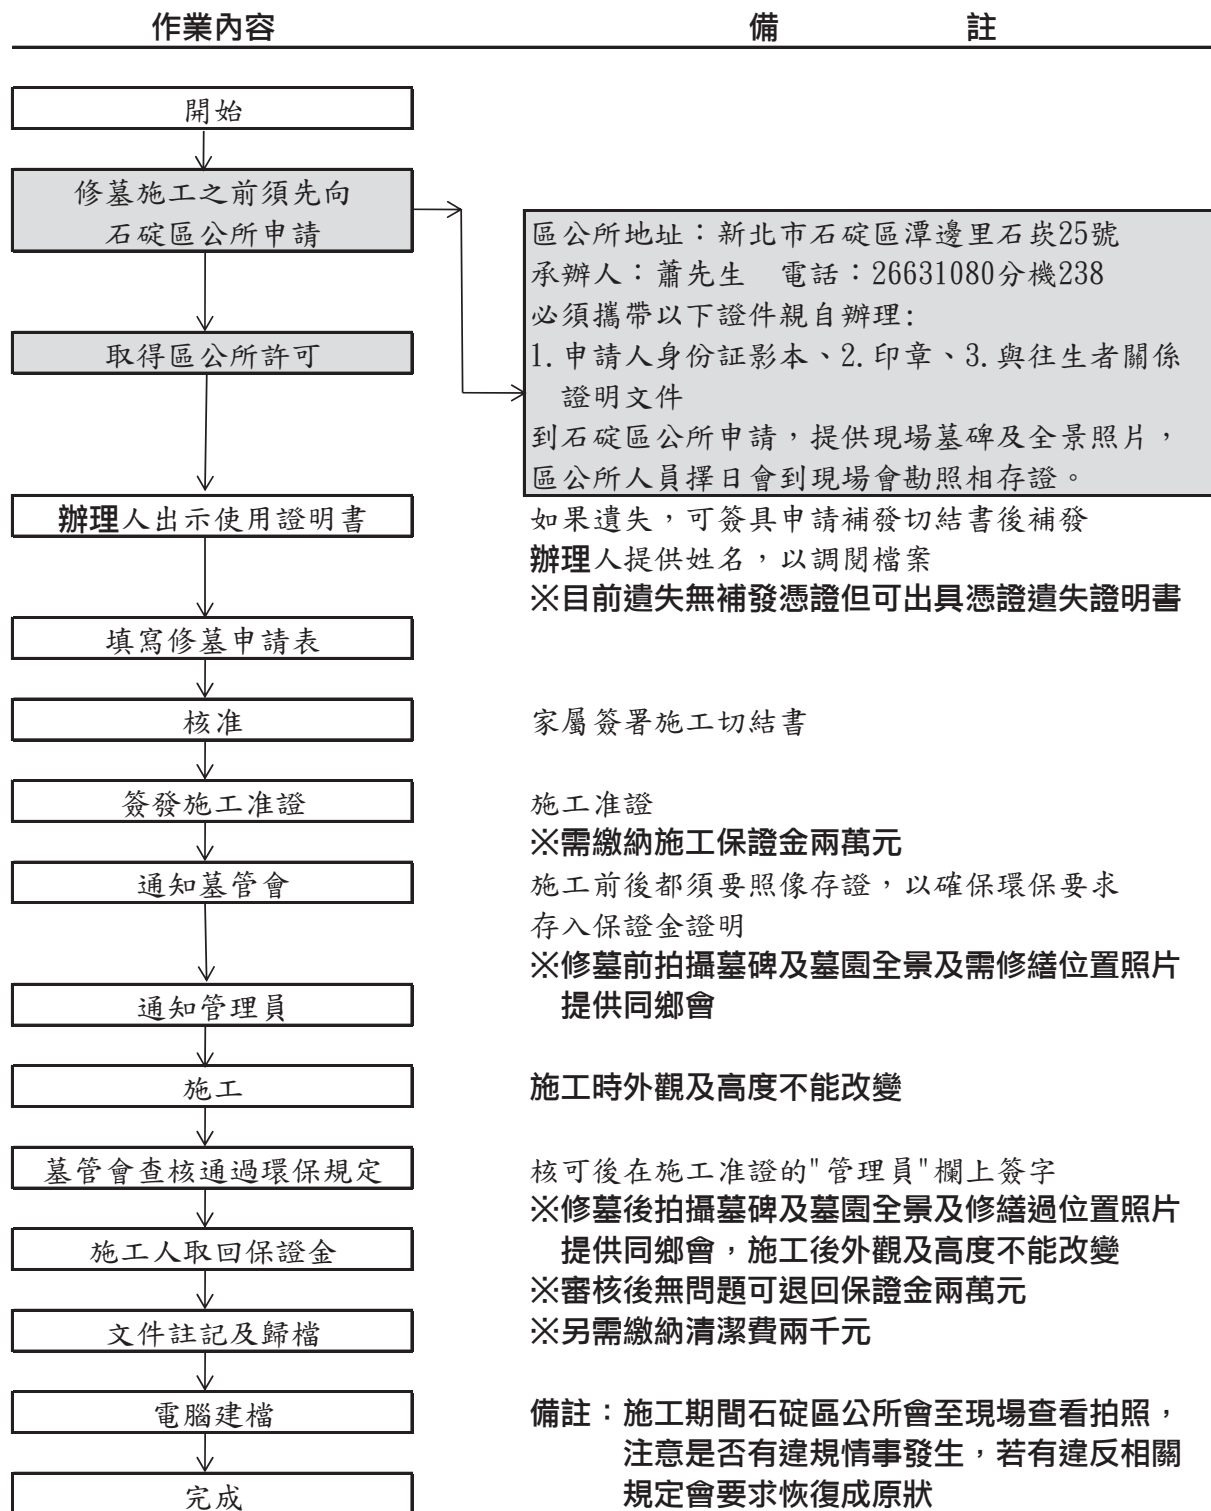 作業內容
備 註
開始
修墓施工之前須先向
石碇區公所申請
區公所地址：新北市石碇區潭邊里石崁25號
承辦人：蕭先生 電話：26631080分機238
必須攜帶以下證件親自辦理:
1.申請人身份証影本、2.印章、3.與往生者關係
證明文件
到石碇區公所申請，提供現場墓碑及全景照片，
區公所人員擇日會到現場會勘照相存證。
取得區公所許可
辦理人出示使用證明書
如果遺失，可簽具申請補發切結書後補發
辦理人提供姓名，以調閱檔案
※目前遺失無補發憑證但可出具憑證遺失證明書
填寫修墓申請表
核准
家屬簽署施工切結書
簽發施工准證
施工准證
※需繳納施工保證金兩萬元
通知墓管會
施工前後都須要照像存證，以確保環保要求
存入保證金證明
※修墓前拍攝墓碑及墓園全景及需修繕位置照片
提供同鄉會
通知管理員
施工
施工時外觀及高度不能改變
墓管會查核通過環保規定
核可後在施工准證的"管理員"欄上簽字
※修墓後拍攝墓碑及墓園全景及修繕過位置照片
提供同鄉會，施工後外觀及高度不能改變
施工人取回保證金
※審核後無問題可退回保證金兩萬元
文件註記及歸檔
※另需繳納清潔費兩千元
電腦建檔
備註：施工期間石碇區公所會至現場查看拍照，
注意是否有違規情事發生，若有違反相關
規定會要求恢復成原狀
完成